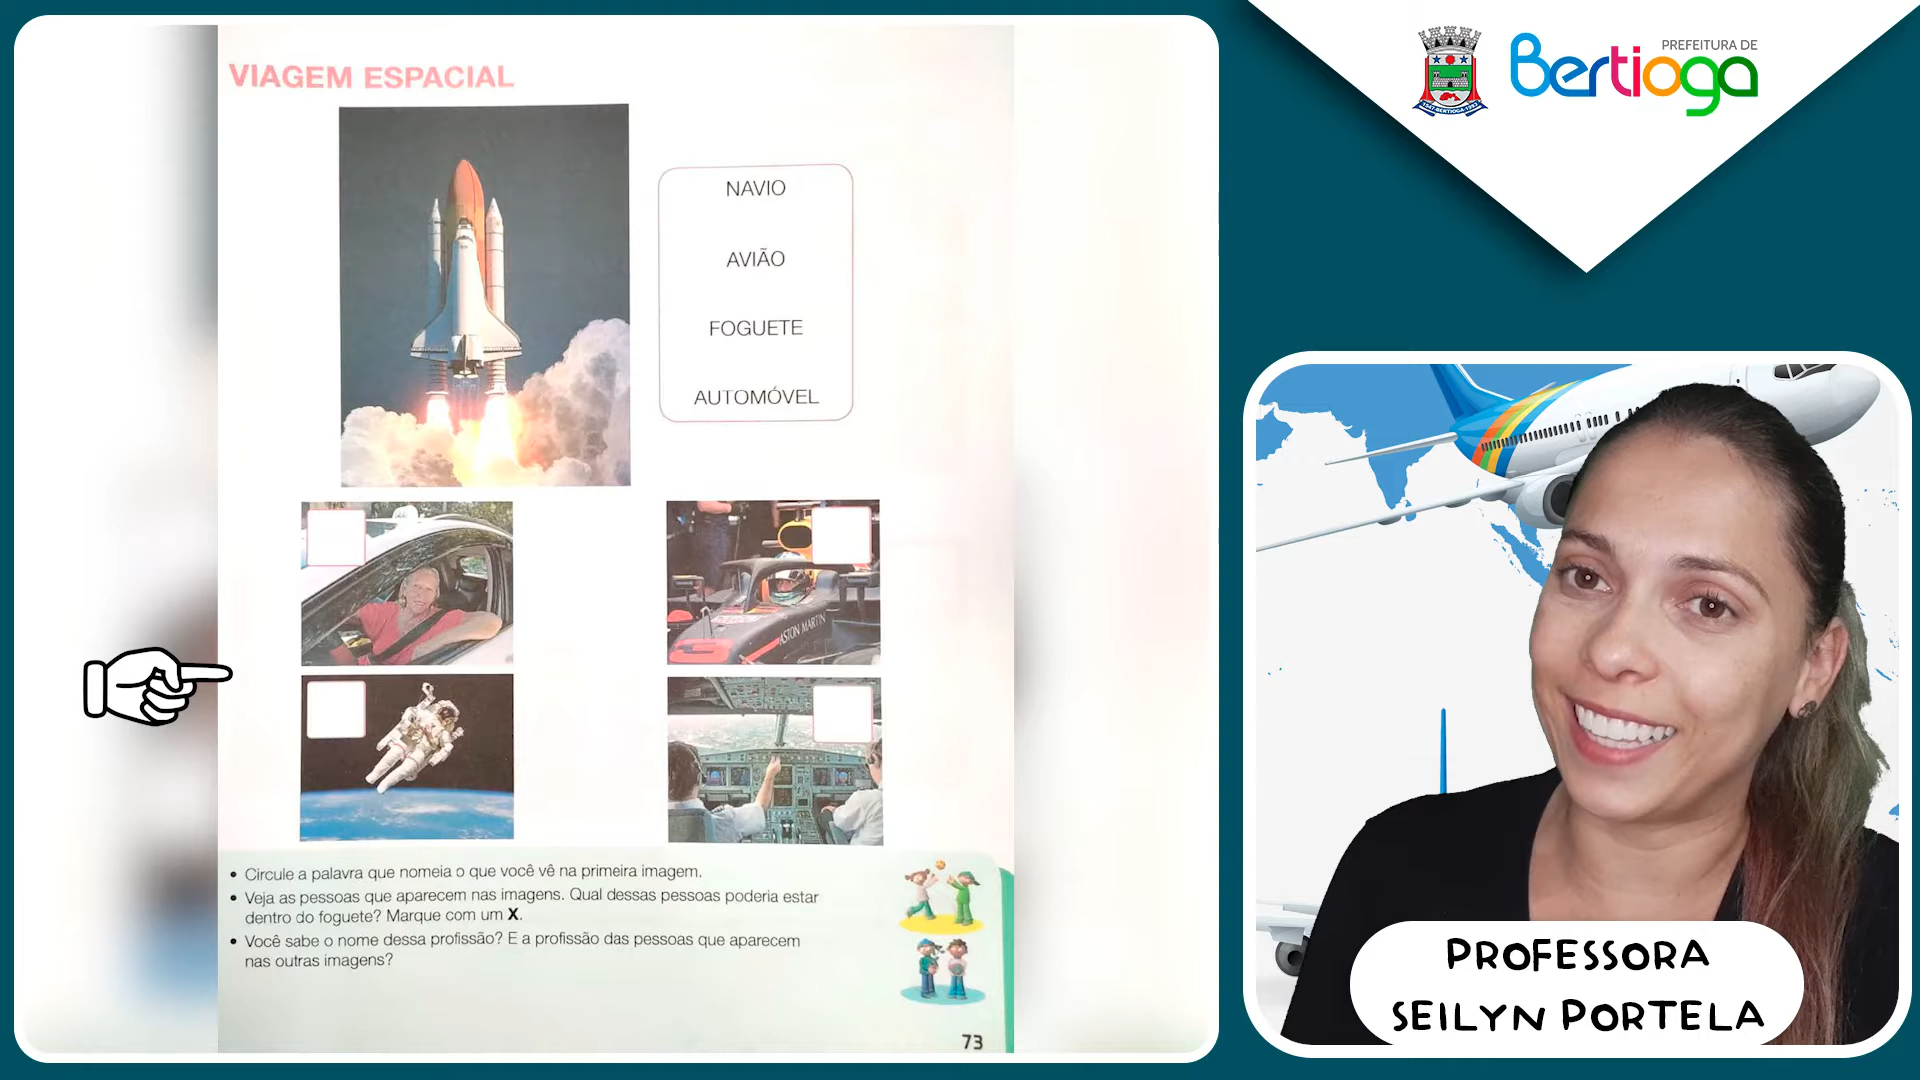 VIAGEM ESPACIAL
NAVIO
AVIÃO
FOGUETE
AUTOMÓVEL
ASTON MARTIN
• Circule a palavra que nomeia o que você vê na primeira imagem.
• Veja as pessoas que aparecem nas imagens. Qual dessas pessoas poderia estar
dentro do foguete? Marque com um X.
• Você sabe o nome dessa profissão? E a profissão das pessoas que aparecem
nas outras imagens?
73
PREFEITURA DE
Bertioga
PROFESSORA
SEILYN PORTELA